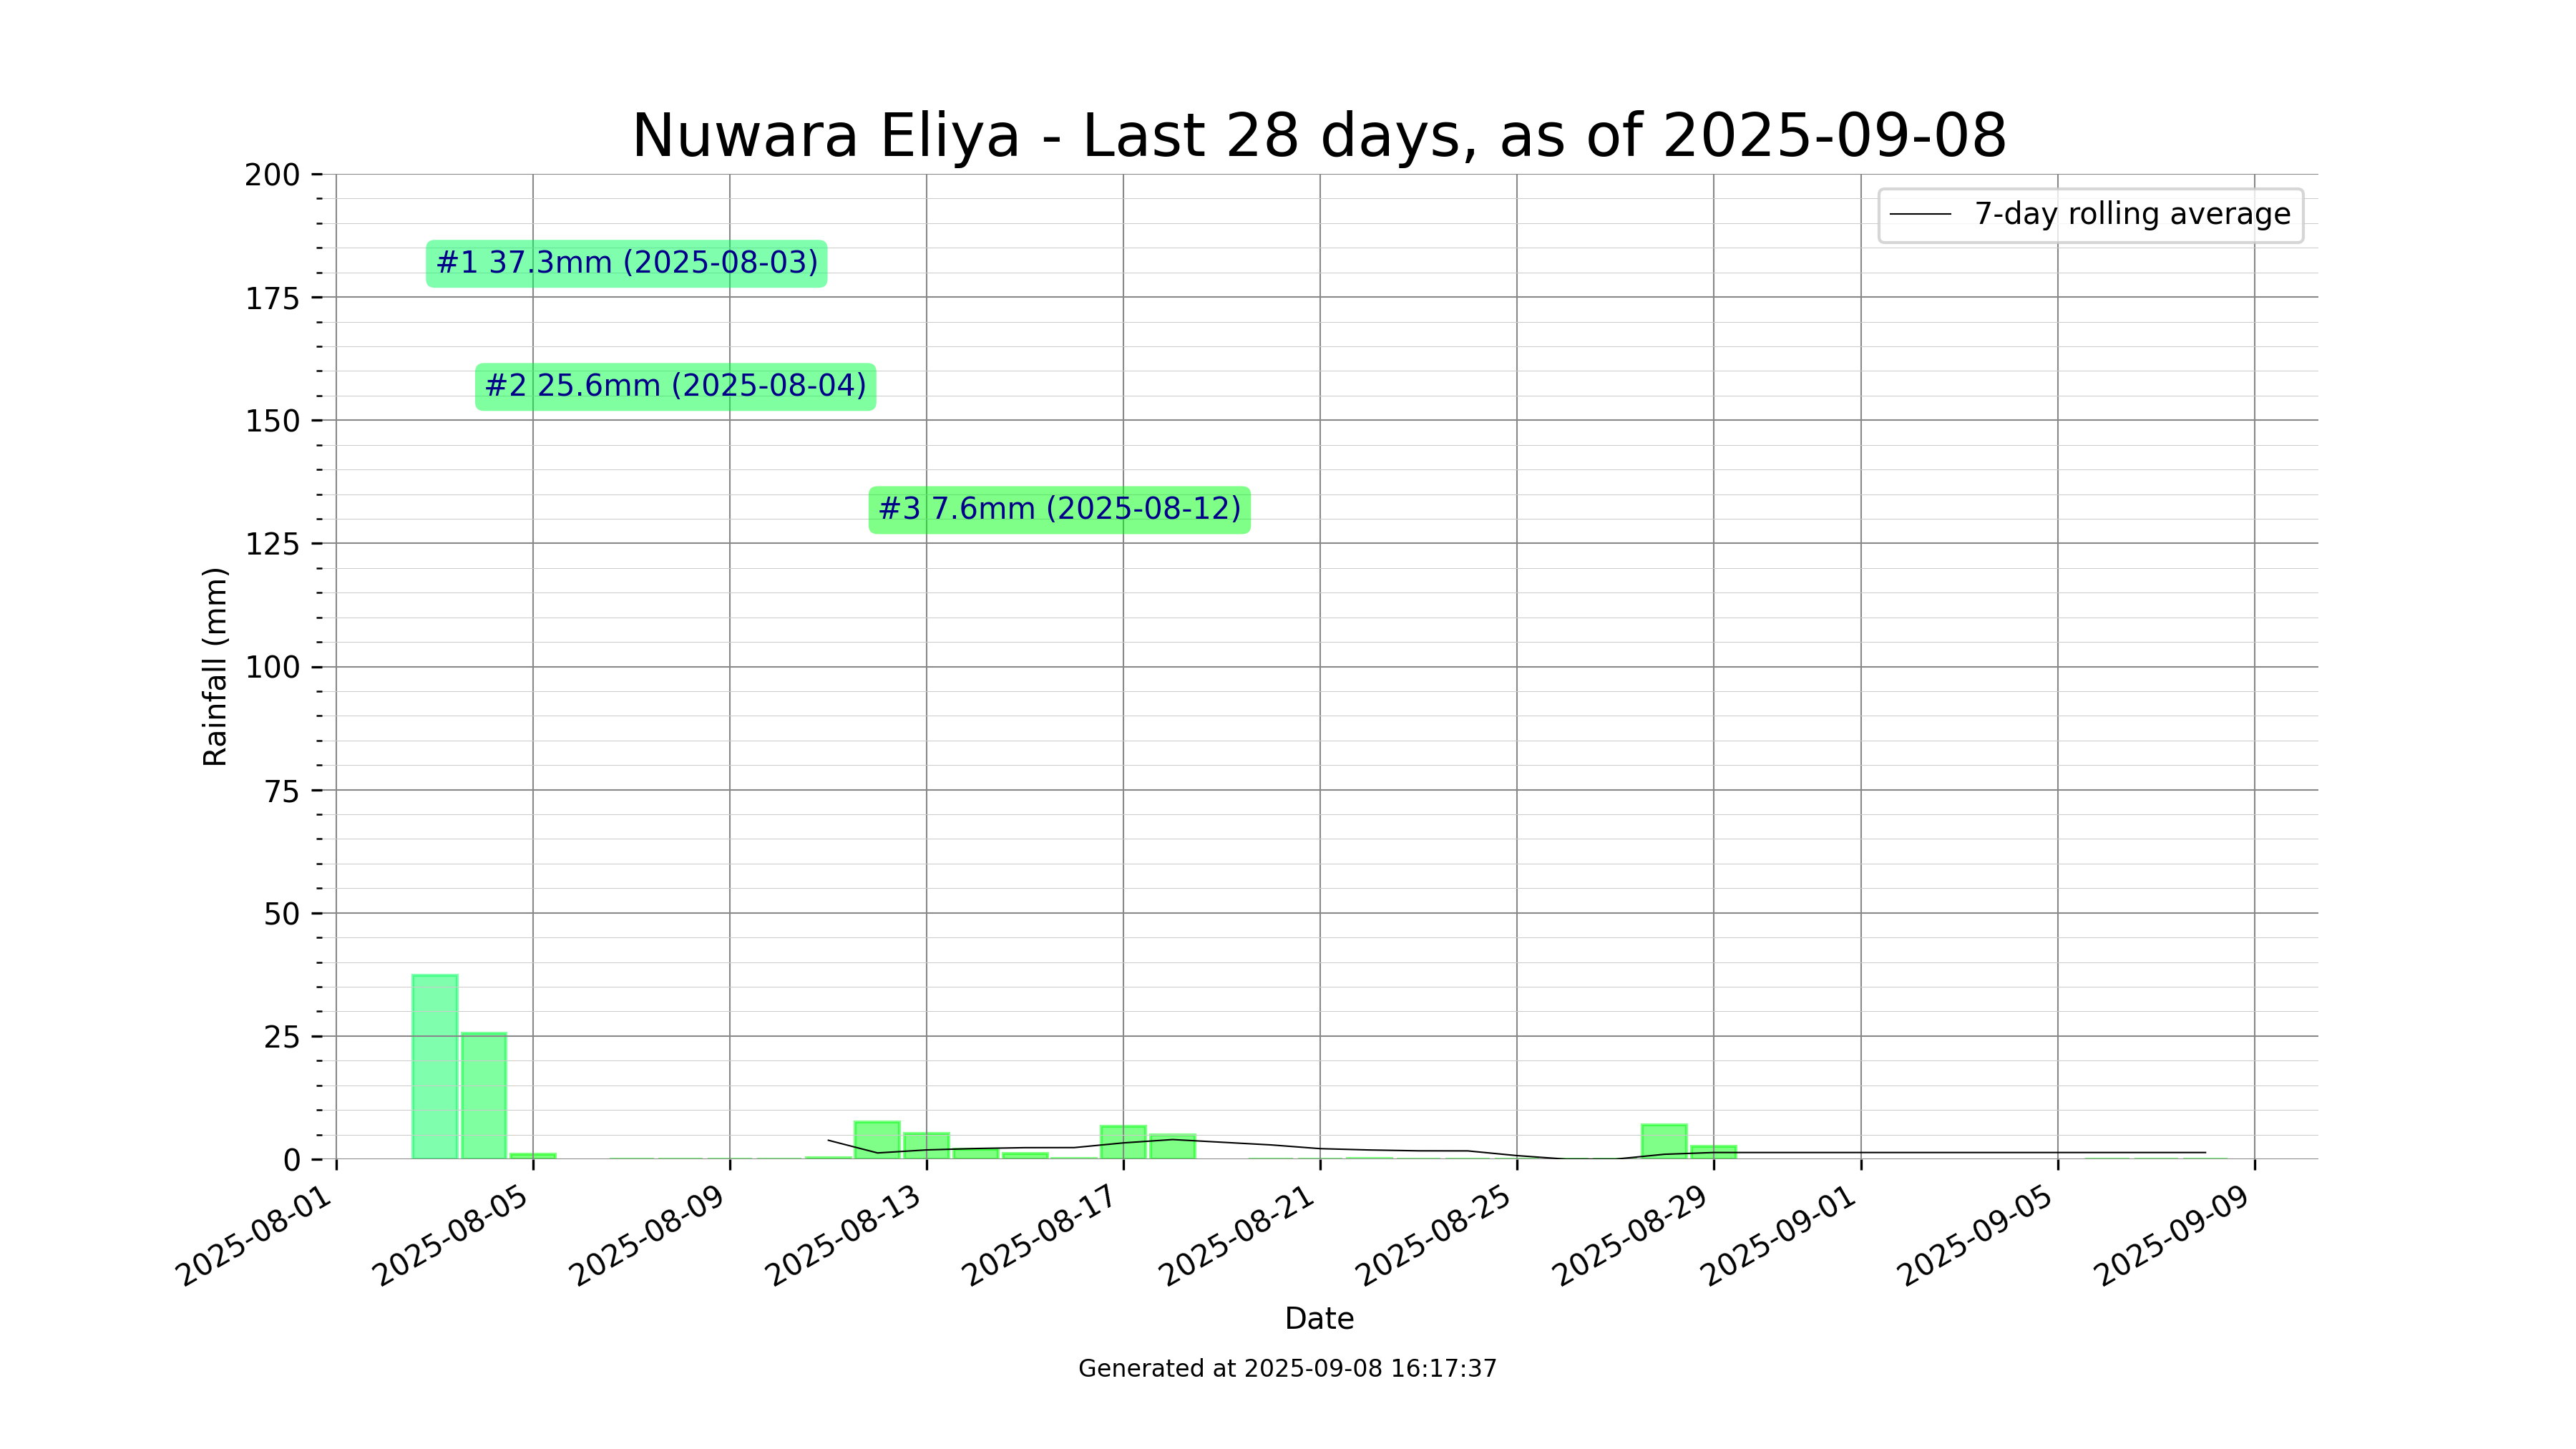 Nuwara Eliya - Last 28 days, as of 2025-09-08
7-day rolling average
#1 37.3mm (2025-08-03)
#2 25.6mm (2025-08-04)
#3 7.6mm (2025-08-12)
Rainfall (mm)
200
175
150
125
100
75
50
25
0
2025-08-01
2025-08-05
2025-08-09
2025-08-13
2025-08-17
2025-08-21
2025-08-25
2025-08-29
2025-09-01
2025-09-05
2025-09-09
Date
Generated at 2025-09-08 16:17:37